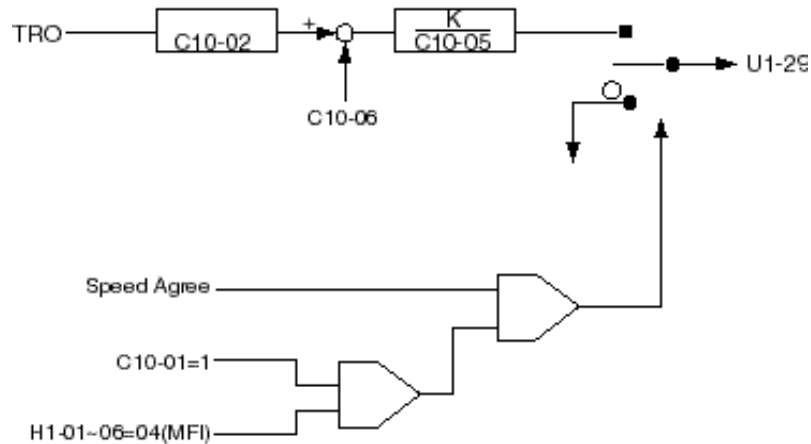 TRO
C10-02
+
K
C10-05
U1-29
C10-06
Speed Agree
C10-01=1
H1-01~06=04(MFI)